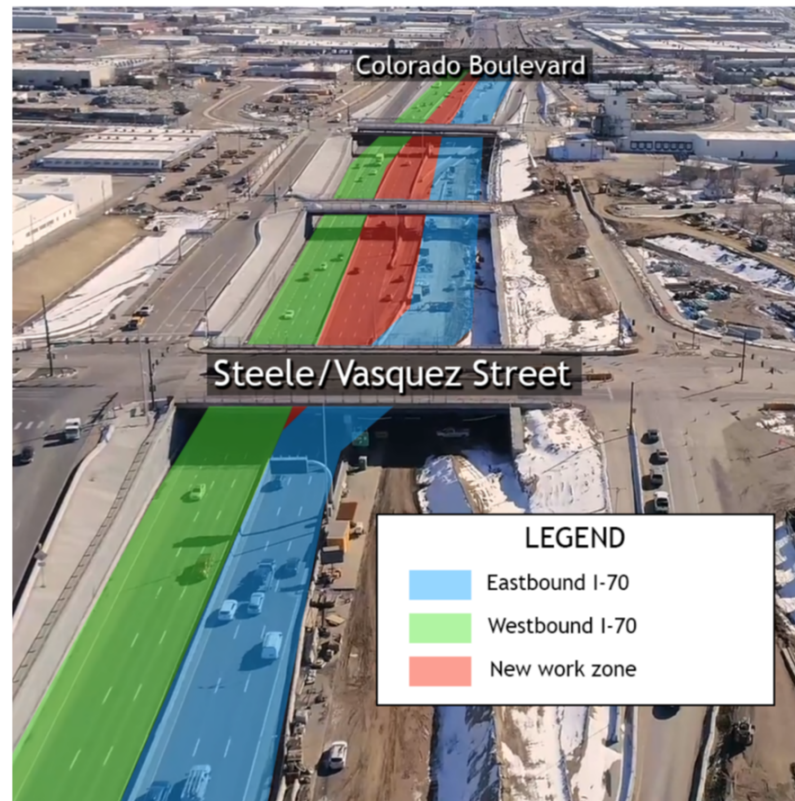 Colorado Boulevard
Steele/Vasquez Street
LEGEND
Eastbound I-70
Westbound I-70
New work zone